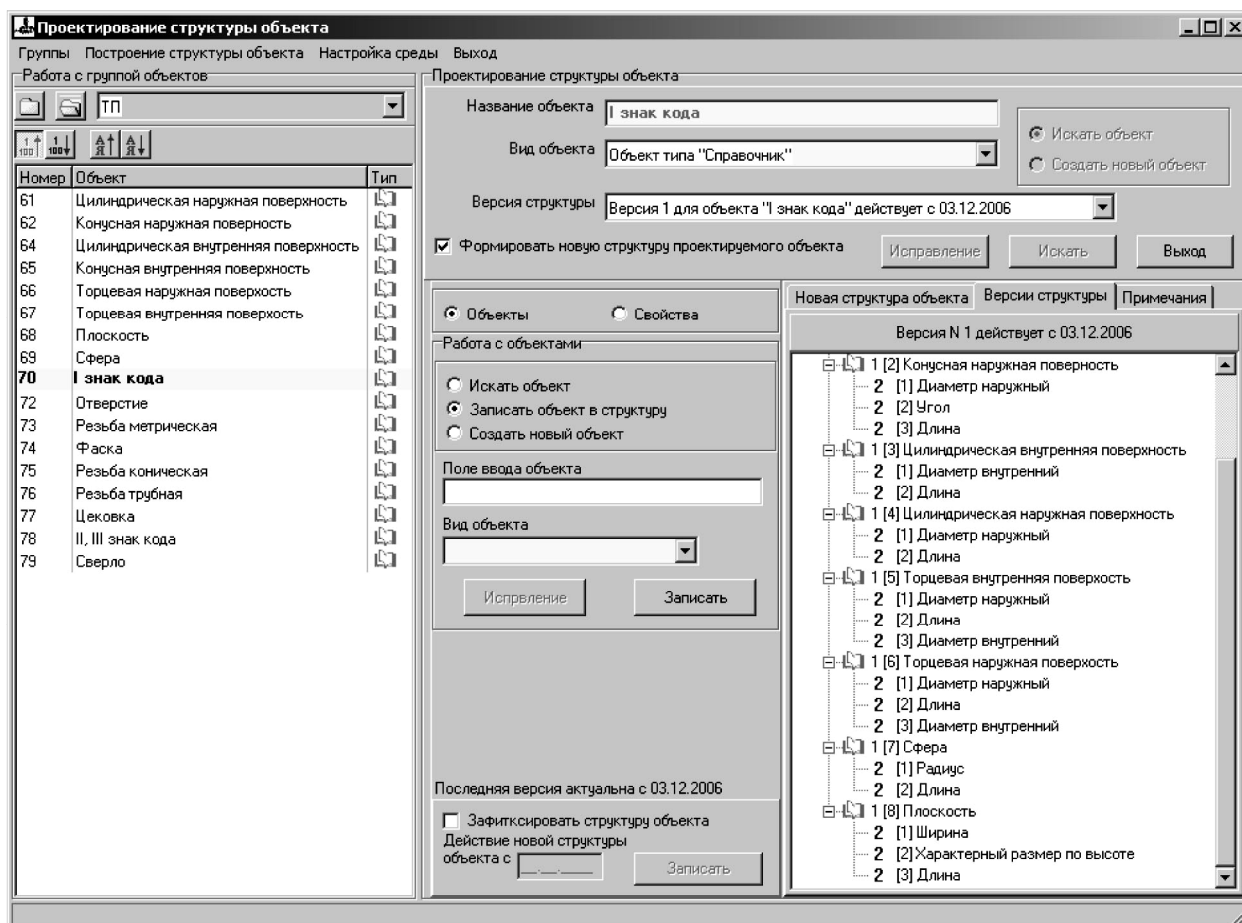 Проектирование структуры объекта
Группы Построение структуры объекта Настройка среды Выход
Работа с группой объектов
ТП
Номер Объект Тип
61 Цилиндрическая наружная поверхность
62 Конусная наружная поверность
64 Цилиндрическая внутренняя поверхность
65 Конусная внутренняя поверхность
66 Торцевая наружная поверхость
67 Торцевая внутренняя поверхость
68 Плоскость
69 Сфера
70 I знак кода
72 Отверстие
73 Резьба метрическая
74 Фаска
75 Резьба коническая
76 Резьба трубная
77 Цековка
78 II, III знак кода
79 Сверло
Проектирование структуры объекта
Название объекта I знак кода
Вид объекта Объект типа "Справочник"
Искать объект
Создать новый объект
Версия структуры Версия 1 для объекта "I знак кода" действует с 03.12.2006
Формировать новую структуру проектируемого объекта Исправление Искать Выход
Объекты Свойства
Работа с объектами
Искать объект
Записать объект в структуру
Создать новый объект
Поле ввода объекта
Вид объекта
Испрвление Записать
Последняя версия актуальна с 03.12.2006
Зафитксировать структуру объекта
Действие новой структуры
объекта с __.__.____ Записать
Новая структура объекта Версии структуры Примечания
Версия N 1 действует с 03.12.2006
1 [2] Конусная наружная поверность
2 [1] Диаметр наружный
2 [2] Угол
2 [3] Длина
1 [3] Цилиндрическая внутренняя поверхность
2 [1] Диаметр внутренний
2 [2] Длина
1 [4] Цилиндрическая наружная поверхность
2 [1] Диаметр наружный
2 [2] Длина
1 [5] Торцевая внутренняя поверхость
2 [1] Диаметр наружный
2 [2] Длина
2 [3] Диаметр внутренний
1 [6] Торцевая наружная поверхость
2 [1] Диаметр наружный
2 [2] Длина
2 [3] Диаметр внутренний
1 [7] Сфера
2 [1] Радиус
2 [2] Длина
1 [8] Плоскость
2 [1] Ширина
2 [2] Характерный размер по высоте
2 [3] Длина